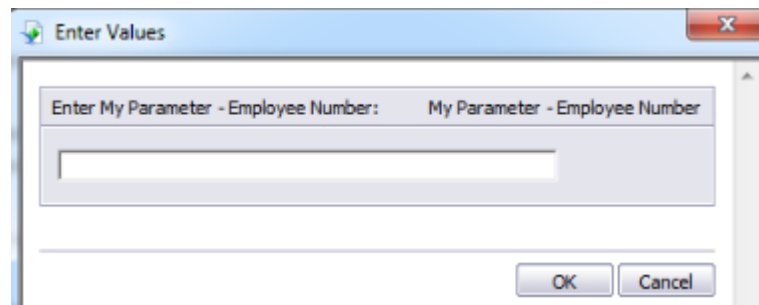 Enter Values
Enter My Parameter - Employee Number: My Parameter - Employee Number
OK Cancel